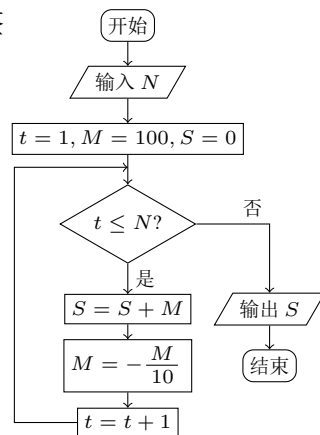 开始
输入 N
t = 1, M = 100, S = 0
t ≤ N?
否
是
S = S + M
输出 S
M = −M/10
结束
t = t + 1